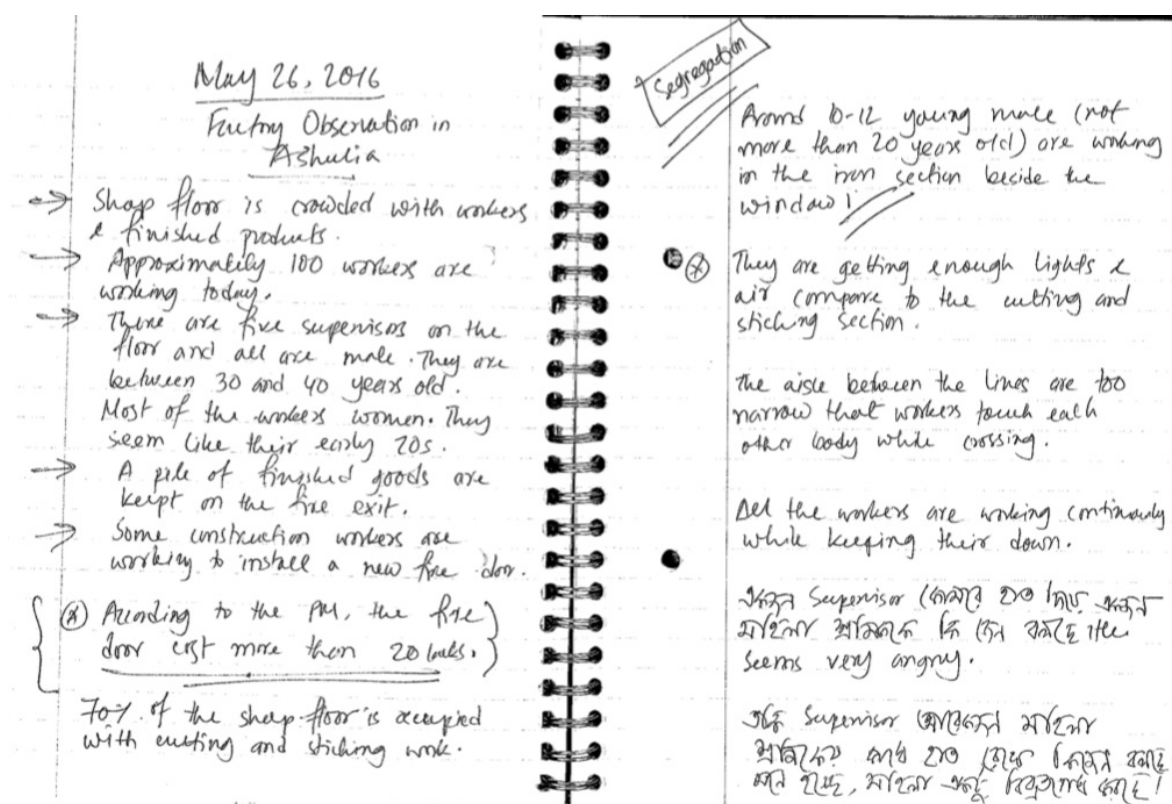 May 26, 2016
Factory Observation in
Ashulia
→ Shop floor is crowded with workers
& finished products.
→ Approximately 100 workers are
working today.
→ There are five supervisors on the
floor and all are male. They are
between 30 and 40 years old.
Most of the workers women. They
seem like their early 20s.
→ A pile of finished goods are
keept on the fire exit.
→ Some construction workers are
working to install a new fire door.
According to the PM, the fire
door cost more than 20 laks.
70% of the shop floor is occupied
with cutting and stiching work.
Segregation
Around 10-12 young male (not
more than 20 years old) are working
in the iron section beside the
window!
They are getting enough lights &
air compare to the cutting and
stiching section.
The aisle between the lines are too
narrow that workers touch each
other body while crossing.
All the workers are working continuously
while keeping their down.
একজন Supervisor কোমরে হাত দিয়ে একজন
মহিলা শ্রমিককে কি যেন বলছে। He
seems very angry.
Supervisor আরেকজন মহিলা
শ্রমিকের হাত রেখে বলছে
মনে হচ্ছে, মহিলা একটু বিব্রতবোধ করছে!